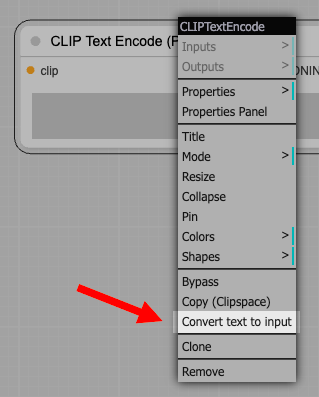 CLIPTextEncode
CLIP Text Encode (P
clip
ONIN
Inputs >
Outputs >
Properties >
Properties Panel
Title
Mode >
Resize
Collapse
Pin
Colors >
Shapes >
Bypass
Copy (Clipspace)
Convert text to input
Clone
Remove